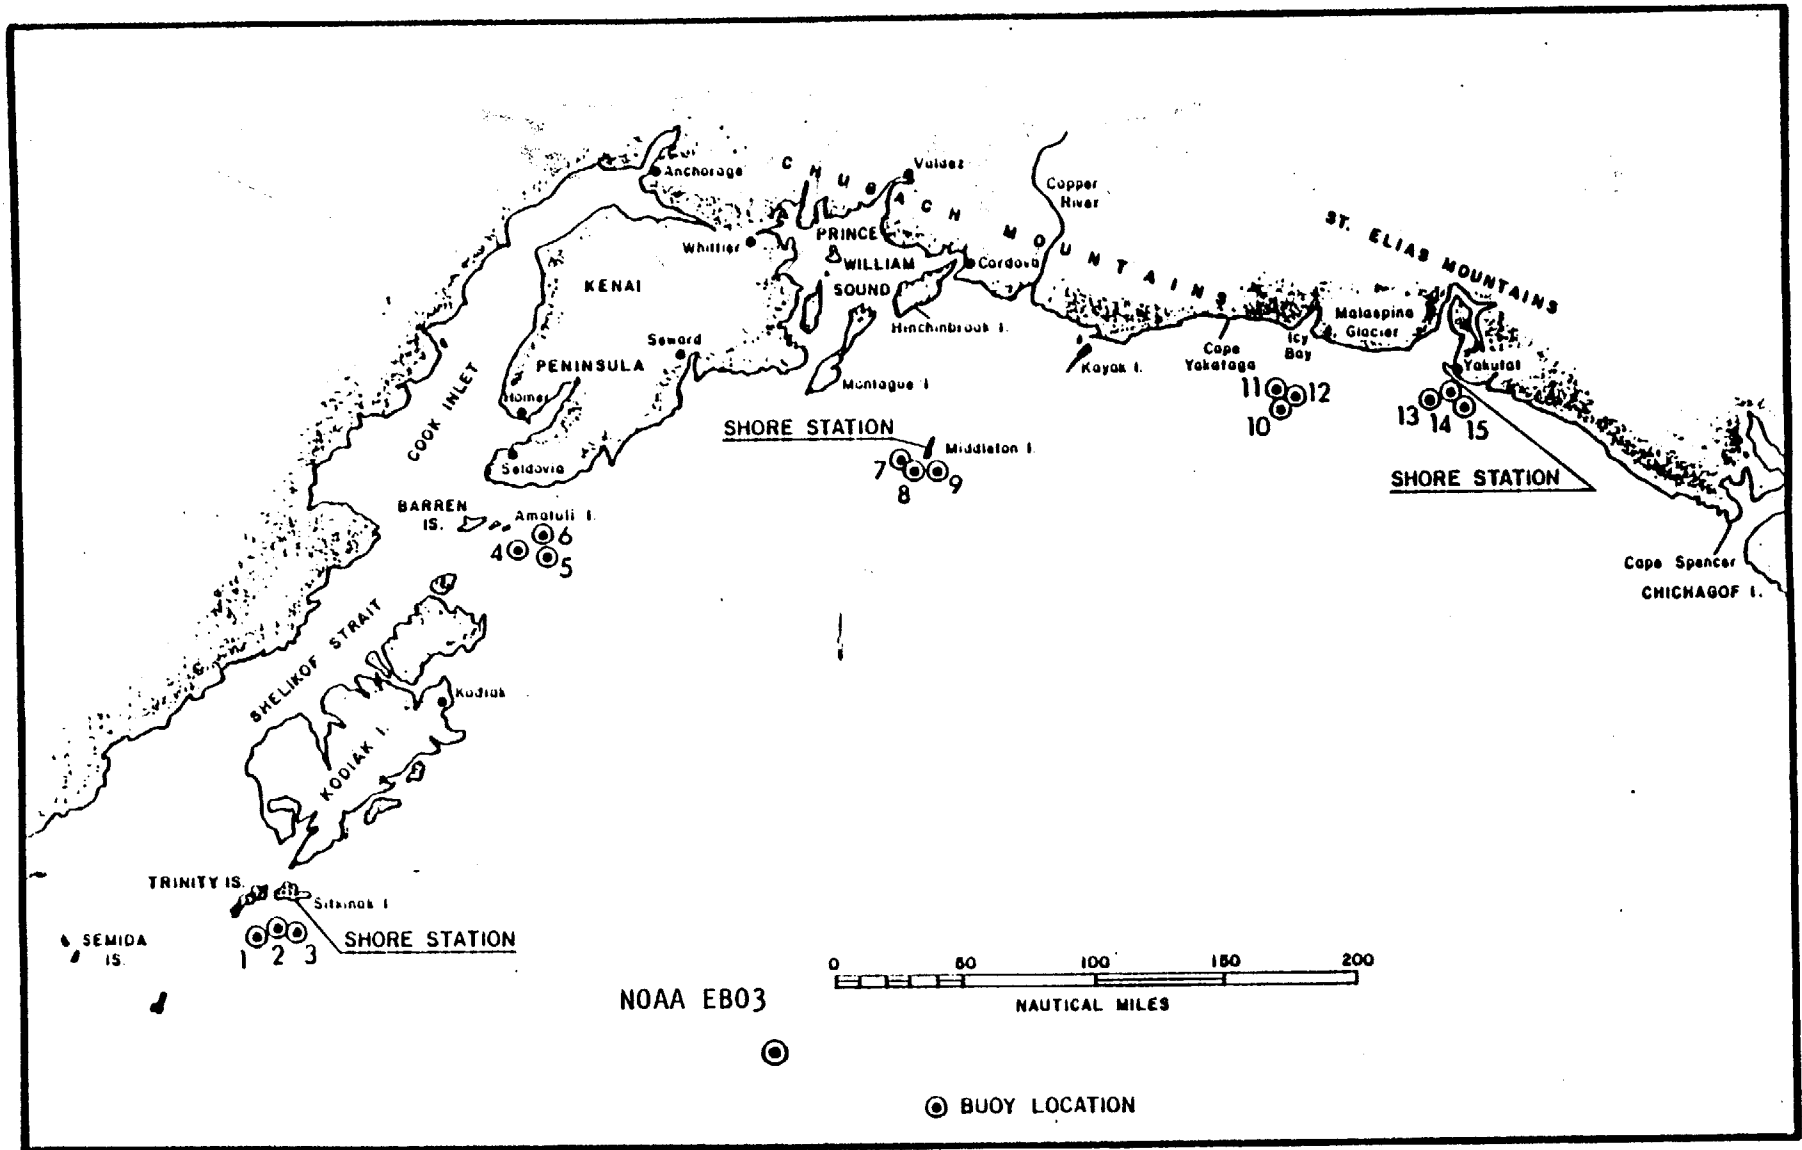 Anchorage
CHUGACH MOUNTAINS
Valdez
Copper
River
ST. ELIAS MOUNTAINS
Whittier
PRINCE
WILLIAM
SOUND
Cordova
KENAI
PENINSULA
Hinchinbrook I.
Malaspina
Glacier
Seward
Icy
Bay
Cape
Yakataga
Kayak I.
Yakutat
Montague I.
COOK INLET
Homer
11
12
10
13
14
15
SHORE STATION
Middleton I.
7
8
9
Seldovia
SHORE STATION
BARREN
IS.
Amatuli I.
6
4
5
Cape Spencer
CHICHAGOF I.
SHELIKOF STRAIT
Kodiak
KODIAK I.
TRINITY IS.
Sitkinak I
SEMIDA
IS.
1
2
3
SHORE STATION
0 50 100 150 200
NAUTICAL MILES
NOAA EB03
BUOY LOCATION